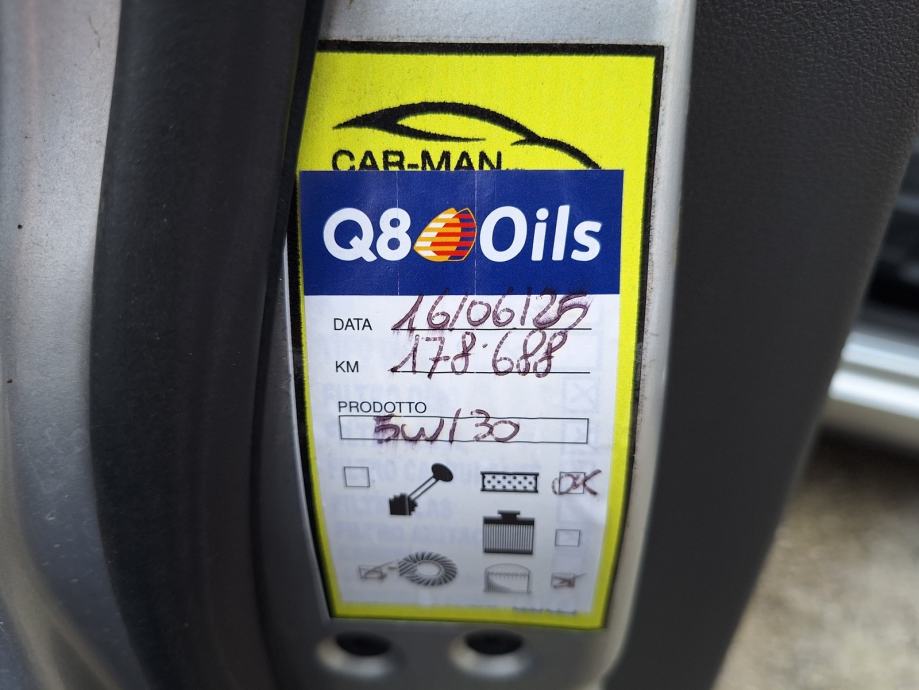 CAR-MAN
Q8 Oils
DATA 16/06/25
KM 178.688
PRODOTTO
5W/30
OK